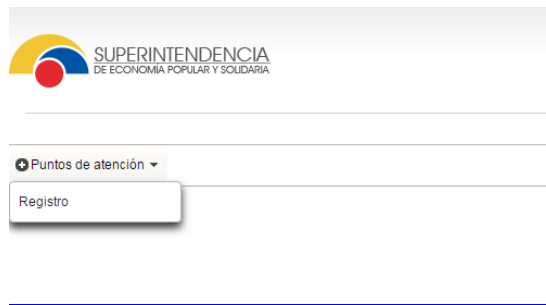 SUPERINTENDENCIA
DE ECONOMÍA POPULAR Y SOLIDARIA
Puntos de atención
Registro